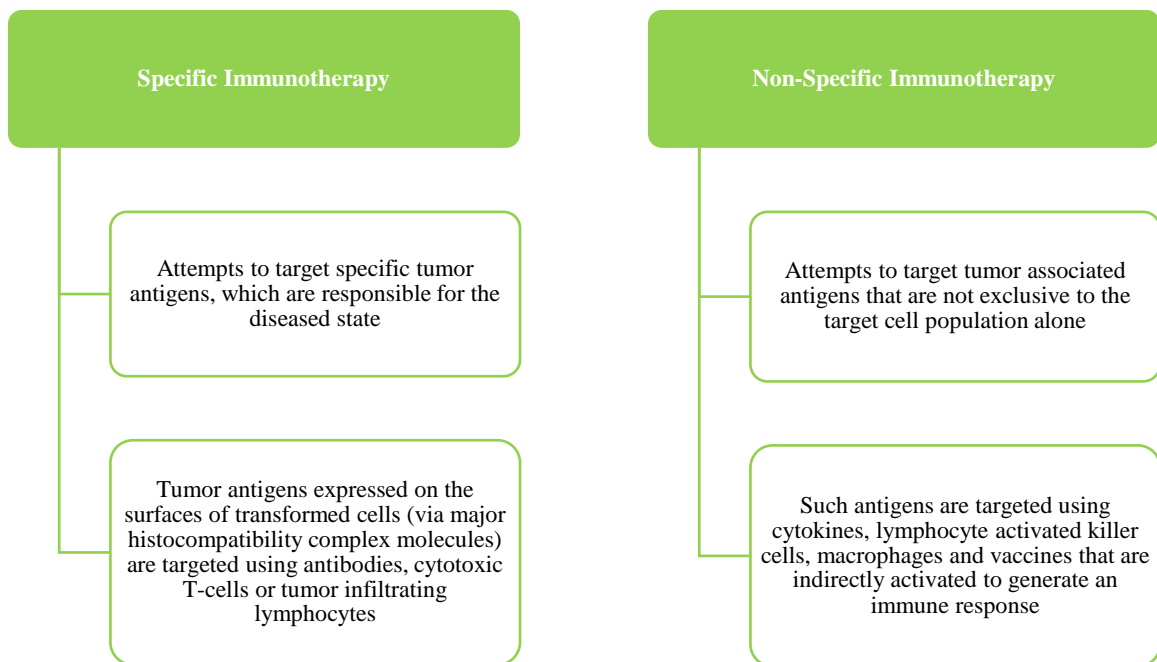 Specific Immunotherapy
Attempts to target specific tumor
antigens, which are responsible for the
diseased state
Tumor antigens expressed on the
surfaces of transformed cells (via major
histocompatibility complex molecules)
are targeted using antibodies, cytotoxic
T-cells or tumor infiltrating
lymphocytes
Non-Specific Immunotherapy
Attempts to target tumor associated
antigens that are not exclusive to the
target cell population alone
Such antigens are targeted using
cytokines, lymphocyte activated killer
cells, macrophages and vaccines that are
indirectly activated to generate an
immune response